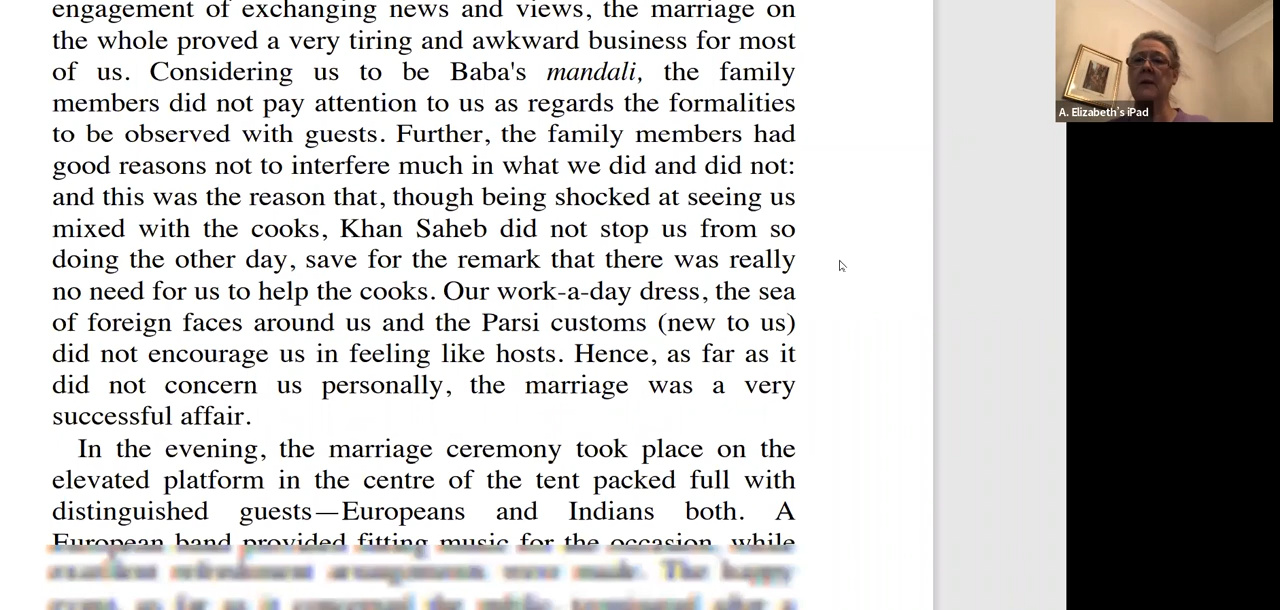 engagement of exchanging news and views, the marriage on
the whole proved a very tiring and awkward business for most
of us. Considering us to be Baba's mandali, the family
members did not pay attention to us as regards the formalities
to be observed with guests. Further, the family members had
good reasons not to interfere much in what we did and did not:
and this was the reason that, though being shocked at seeing us
mixed with the cooks, Khan Saheb did not stop us from so
doing the other day, save for the remark that there was really
no need for us to help the cooks. Our work-a-day dress, the sea
of foreign faces around us and the Parsi customs (new to us)
did not encourage us in feeling like hosts. Hence, as far as it
did not concern us personally, the marriage was a very
successful affair.
In the evening, the marriage ceremony took place on the
elevated platform in the centre of the tent packed full with
distinguished guests—Europeans and Indians both. A
European band provided fitting music for the occasion, while
excellent refreshment arrangements were made. The happy
A. Elizabeth's iPad